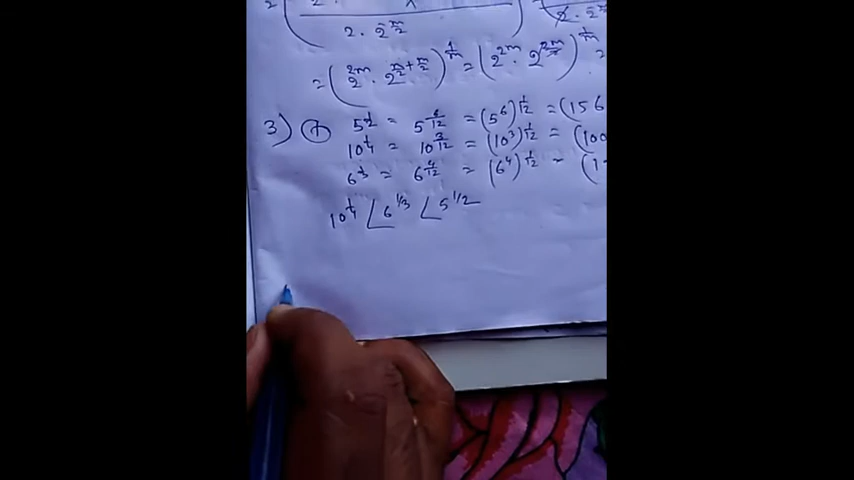 2 · 2^{m/2}
= (2^{2m} · 2^{m/2 + m/2})^{1/m} = (2^{2m} · 2^{2m/2})^{1/m} =
3) 5^{1/2} = 5^{6/12} = (5^6)^{1/12} = (156
10^{1/4} = 10^{3/12} = (10^3)^{1/12} = (100
6^{1/3} = 6^{4/12} = (6^4)^{1/12} = (1
10^{1/4} ∠ 6^{1/3} ∠ 5^{1/2}